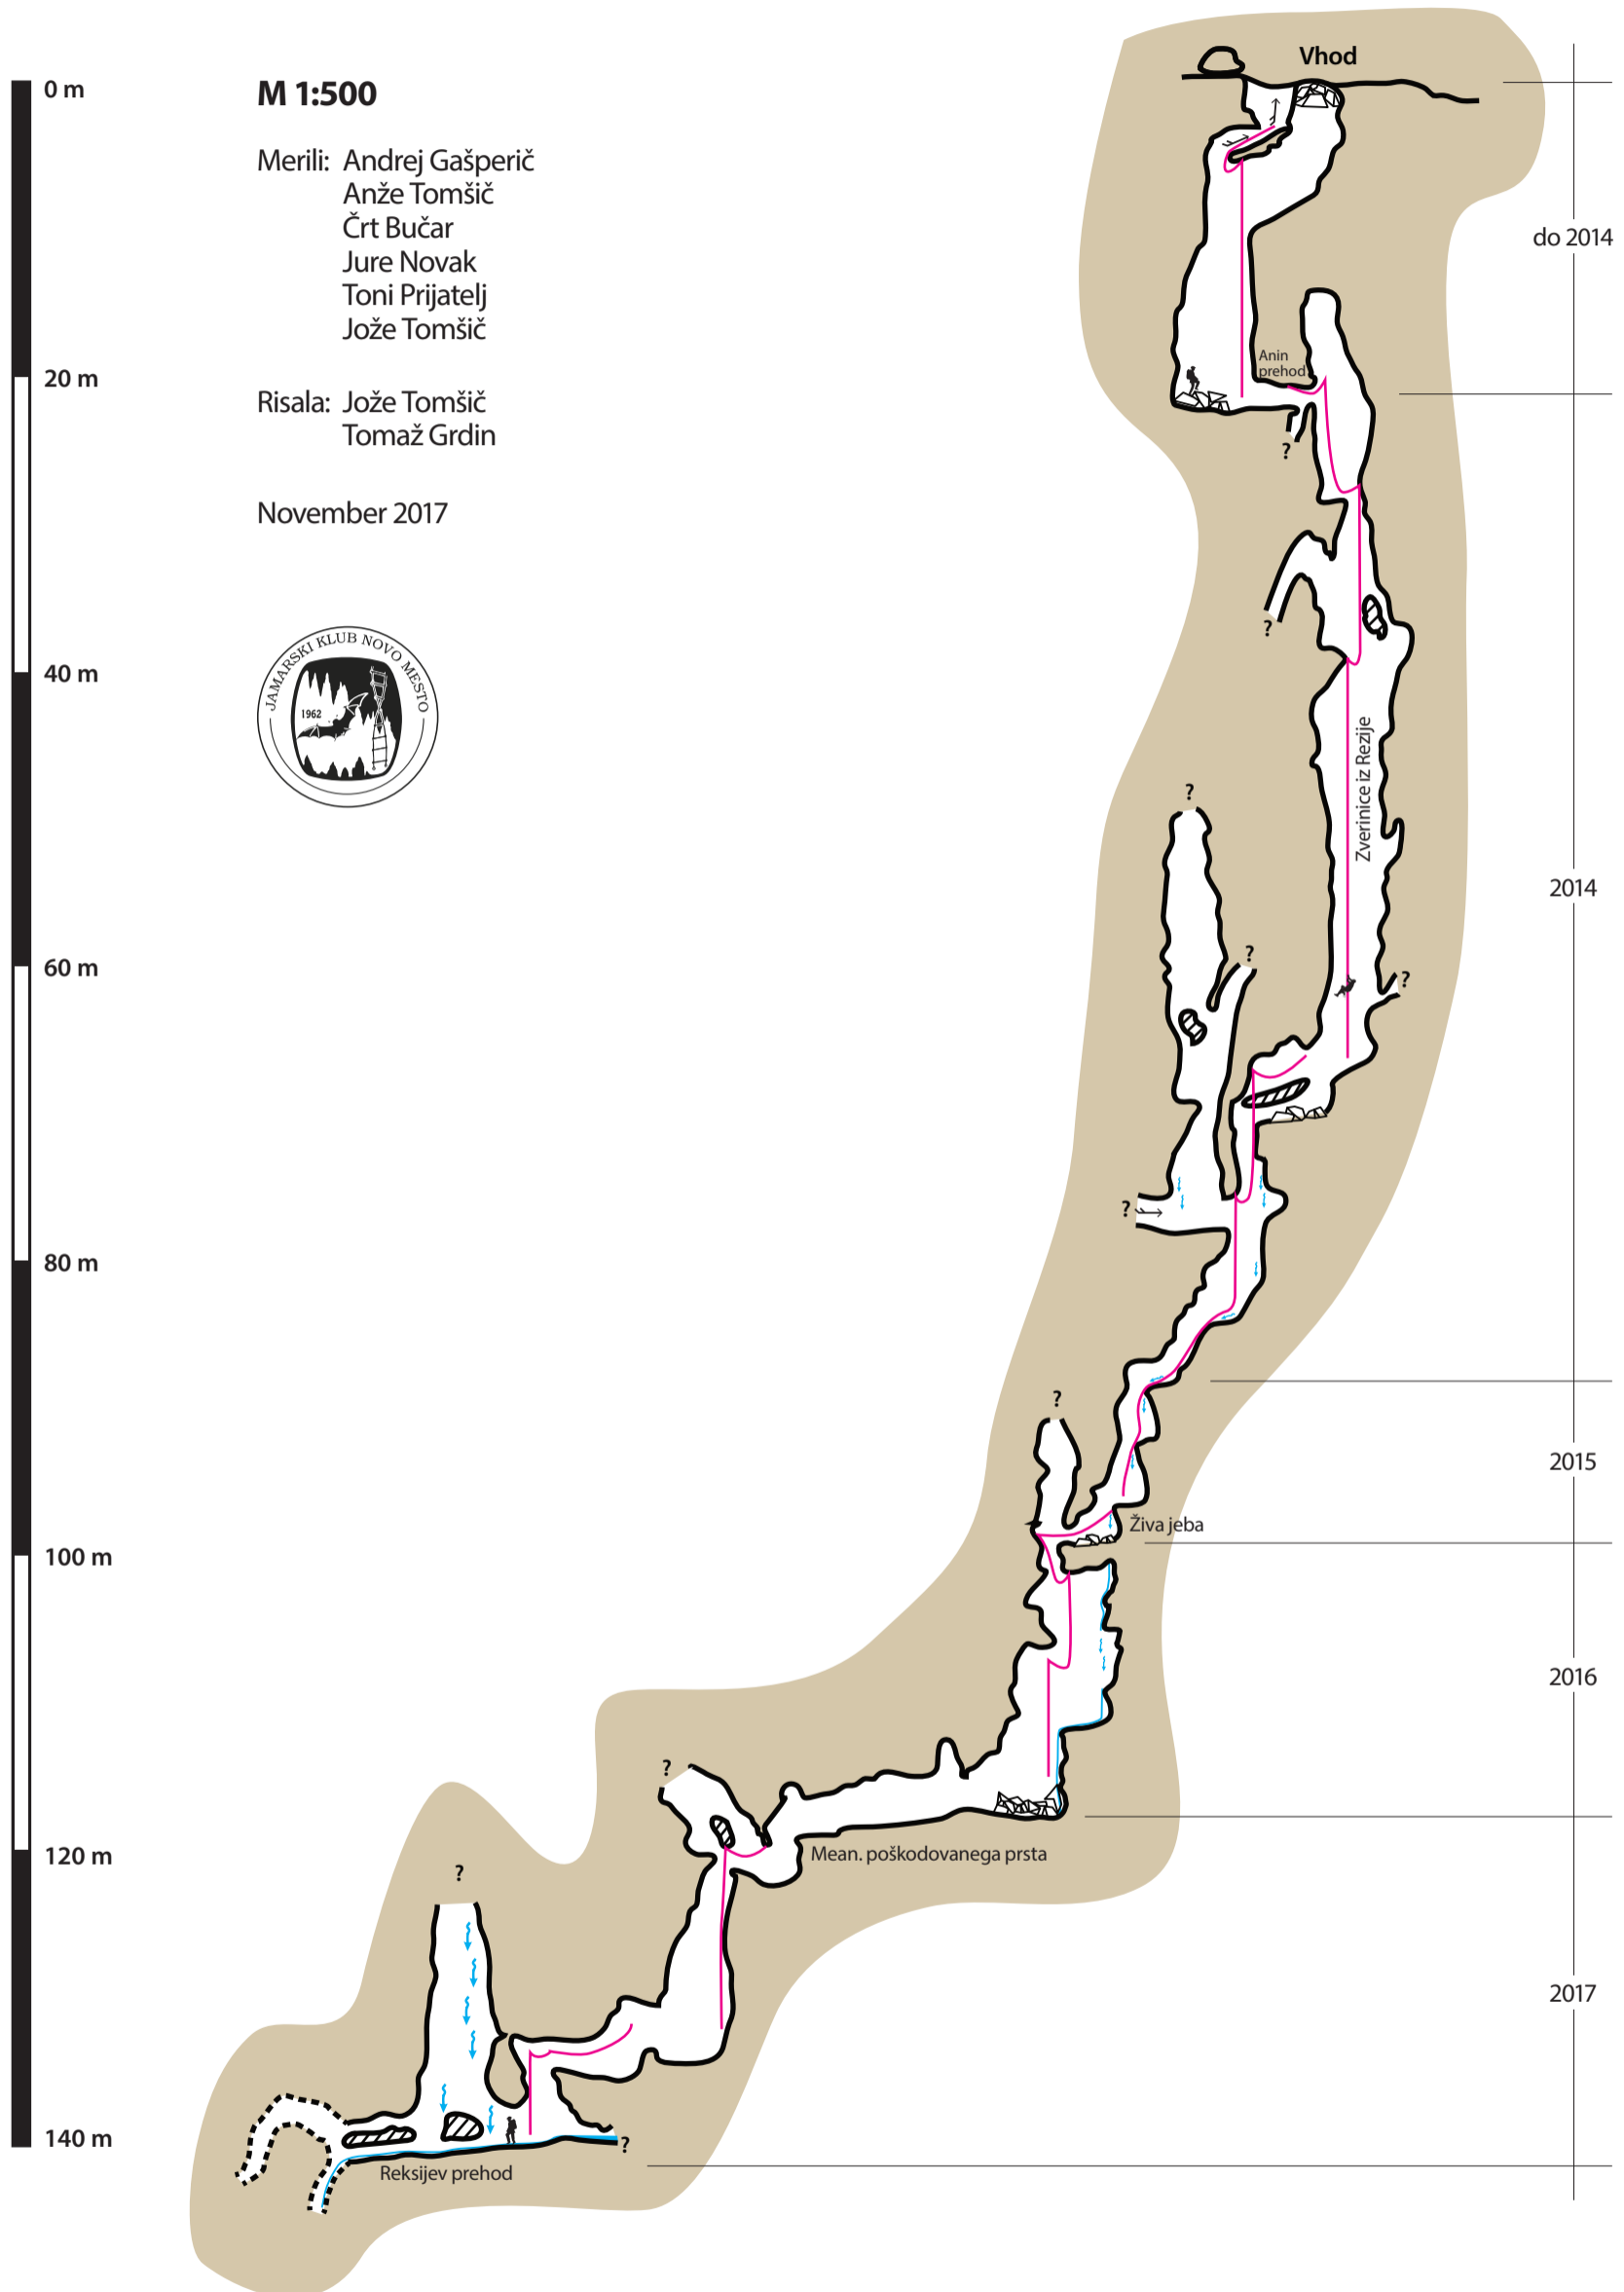 Vhod
0 m
M 1:500
Merili: Andrej Gašperič
Anže Tomšič
Črt Bučar
Jure Novak
Toni Prijatelj
Jože Tomšič
do 2014
Anin
prehod
20 m
Risala: Jože Tomšič
Tomaž Grdin
?
November 2017
?
JAMARSKI KLUB NOVO MESTO
1962
40 m
Zverinice iz Rezije
?
2014
?
60 m
?
?
80 m
?
2015
Živa jeba
100 m
2016
?
120 m
Mean. poškodovanega prsta
?
2017
140 m
?
Reksijev prehod